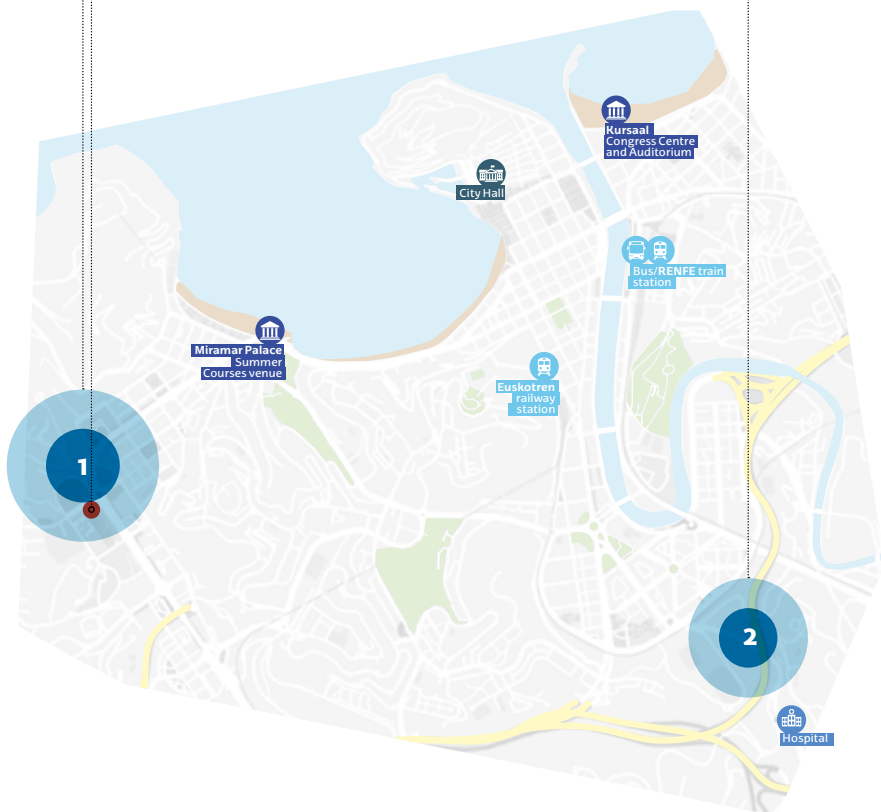 Kursaal
Congress Centre
and Auditorium
City Hall
Bus/RENFE train
station
Miramar Palace
Summer
Courses venue
Euskotren
railway
station
1
2
Hospital